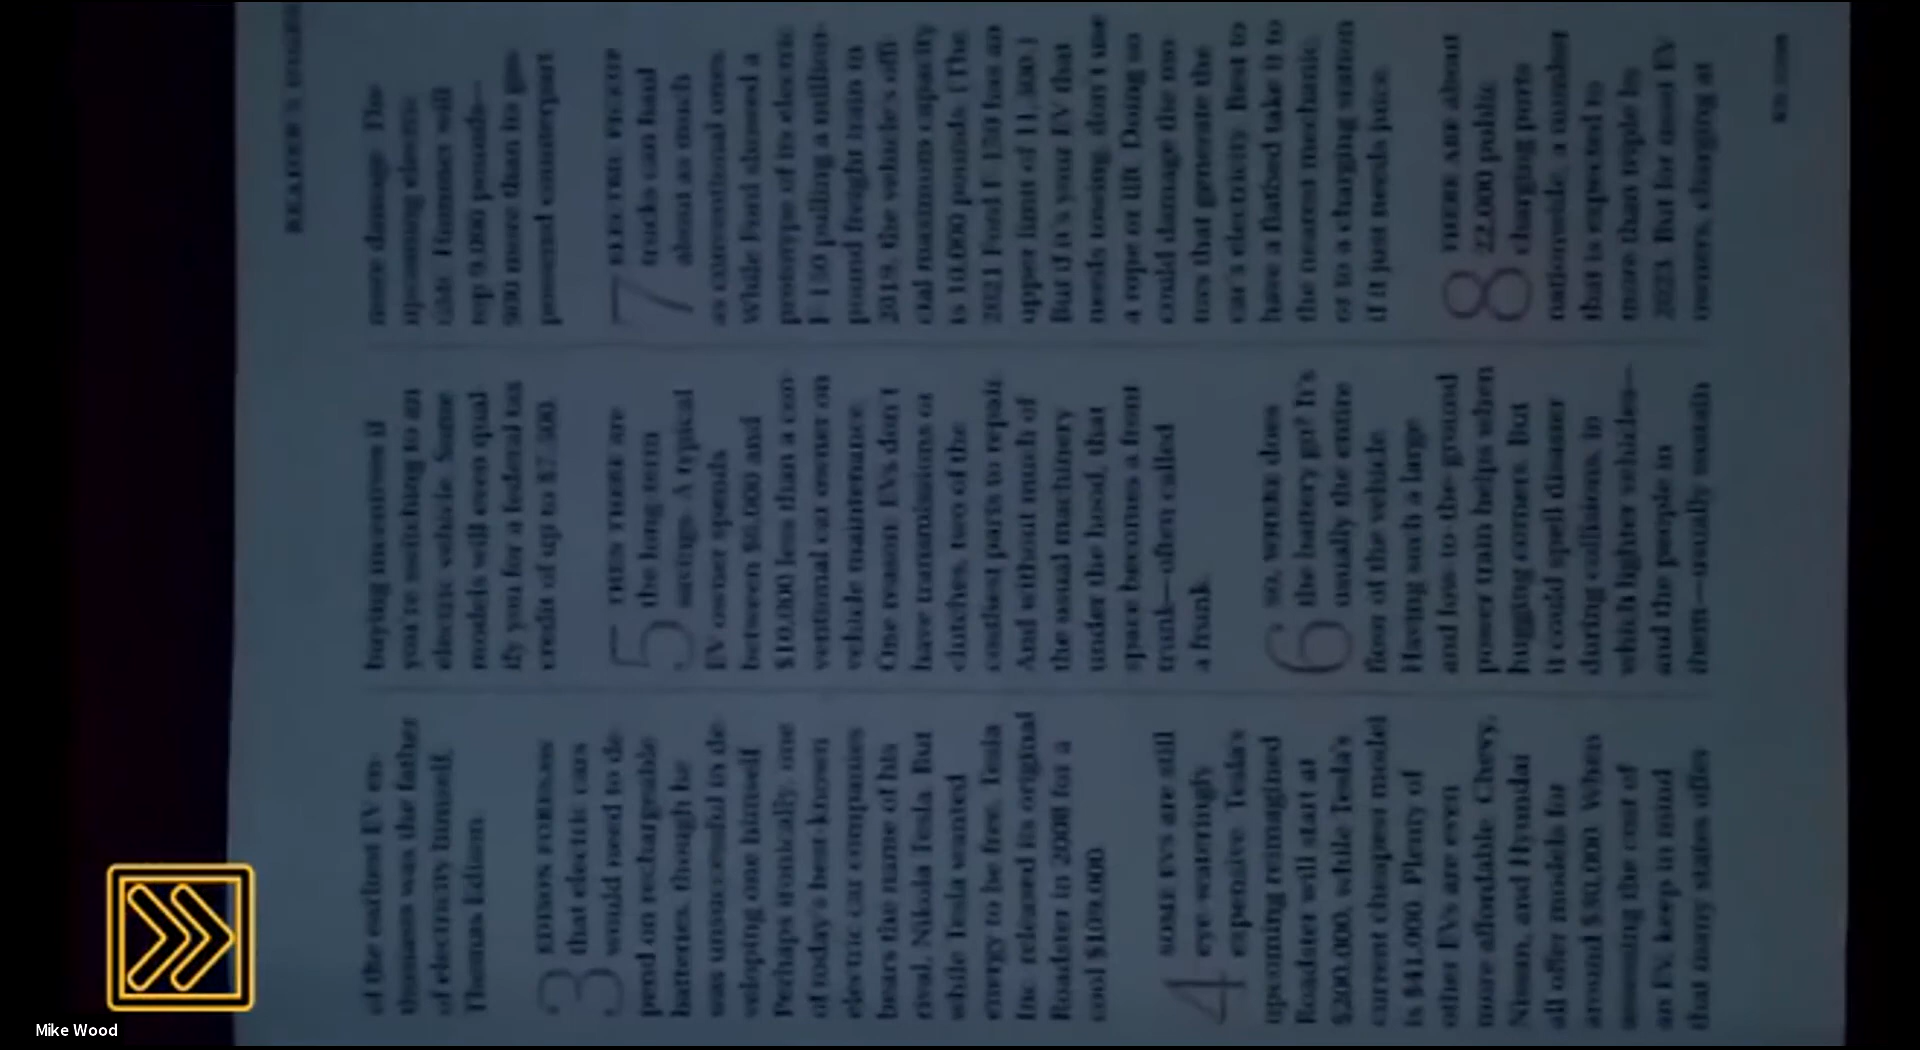 READER'S DIGEST
of the earliest EV en-
thusiasts was the father
of electricity himself,
Thomas Edison.
3 EDISON FORESAW
that electric cars
would need to de-
pend on rechargeable
batteries, though he
was unsuccessful in de-
veloping one himself.
Perhaps ironically, one
of today's best-known
electric car companies
bears the name of his
rival, Nikola Tesla. But
while Tesla wanted
energy to be free, Tesla
Inc. released its original
Roadster in 2008 for a
cool $109,000.
4 SOME EVS ARE still
eye-wateringly
expensive. Tesla's
upcoming reimagined
Roadster will start at
$200,000, while Tesla's
current cheapest model
is $41,000. Plenty of
other EVs are even
more affordable. Chevy,
Nissan, and Hyundai
all offer models for
around $30,000. When
assessing the cost of
an EV, keep in mind
that many states offer
buying incentives if
you're switching to an
electric vehicle. Some
models will even qual-
ify you for a federal tax
credit of up to $7,500.
5 THEN THERE ARE
the long-term
savings. A typical
EV owner spends
between $6,000 and
$10,000 less than a con-
ventional car owner on
vehicle maintenance.
One reason: EVs don't
have transmissions or
clutches, two of the
costliest parts to repair.
And without much of
the usual machinery
under the hood, that
space becomes a front
trunk—often called
a frunk.
6 SO, WHERE DOES
the battery go? It's
usually the entire
floor of the vehicle.
Having such a large
and low-to-the-ground
power train helps when
hugging corners. But
it could spell disaster
during collisions, in
which lighter vehicles—
and the people in
them—usually sustain
more damage. The
upcoming electric
GMC Hummer will
top 9,000 pounds—
more than its gas-
powered counterpart.
7 ELECTRIC PICKUP
trucks can haul
about as much
as conventional ones.
While Ford showed a
prototype of its electric
F-150 pulling a million-
pound freight train in
2019, the vehicle's offi-
cial maximum capacity
is 10,000 pounds. (The
2021 Ford F-150 has an
upper limit of 11,300.)
But if it's your EV that
needs towing, don't use
a rope or lift. Doing so
could damage the mo-
tors that generate the
car's electricity. Best to
have a flatbed take it to
the nearest mechanic,
or to a charging station
if it just needs juice.
8 THERE ARE about
22,000 public
charging ports
nationwide, a number
that is expected to
more than triple by
2023. But for most EV
owners, charging at
Mike Wood